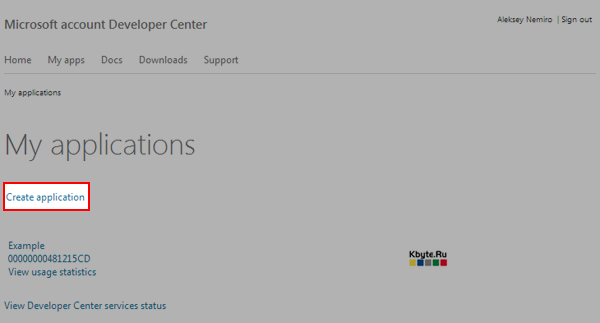 Microsoft account Developer Center
Aleksey Nemiro | Sign out
Home My apps Docs Downloads Support
My applications
My applications
Create application
Example
00000000481215CD
View usage statistics
Kbyte.Ru
View Developer Center services status